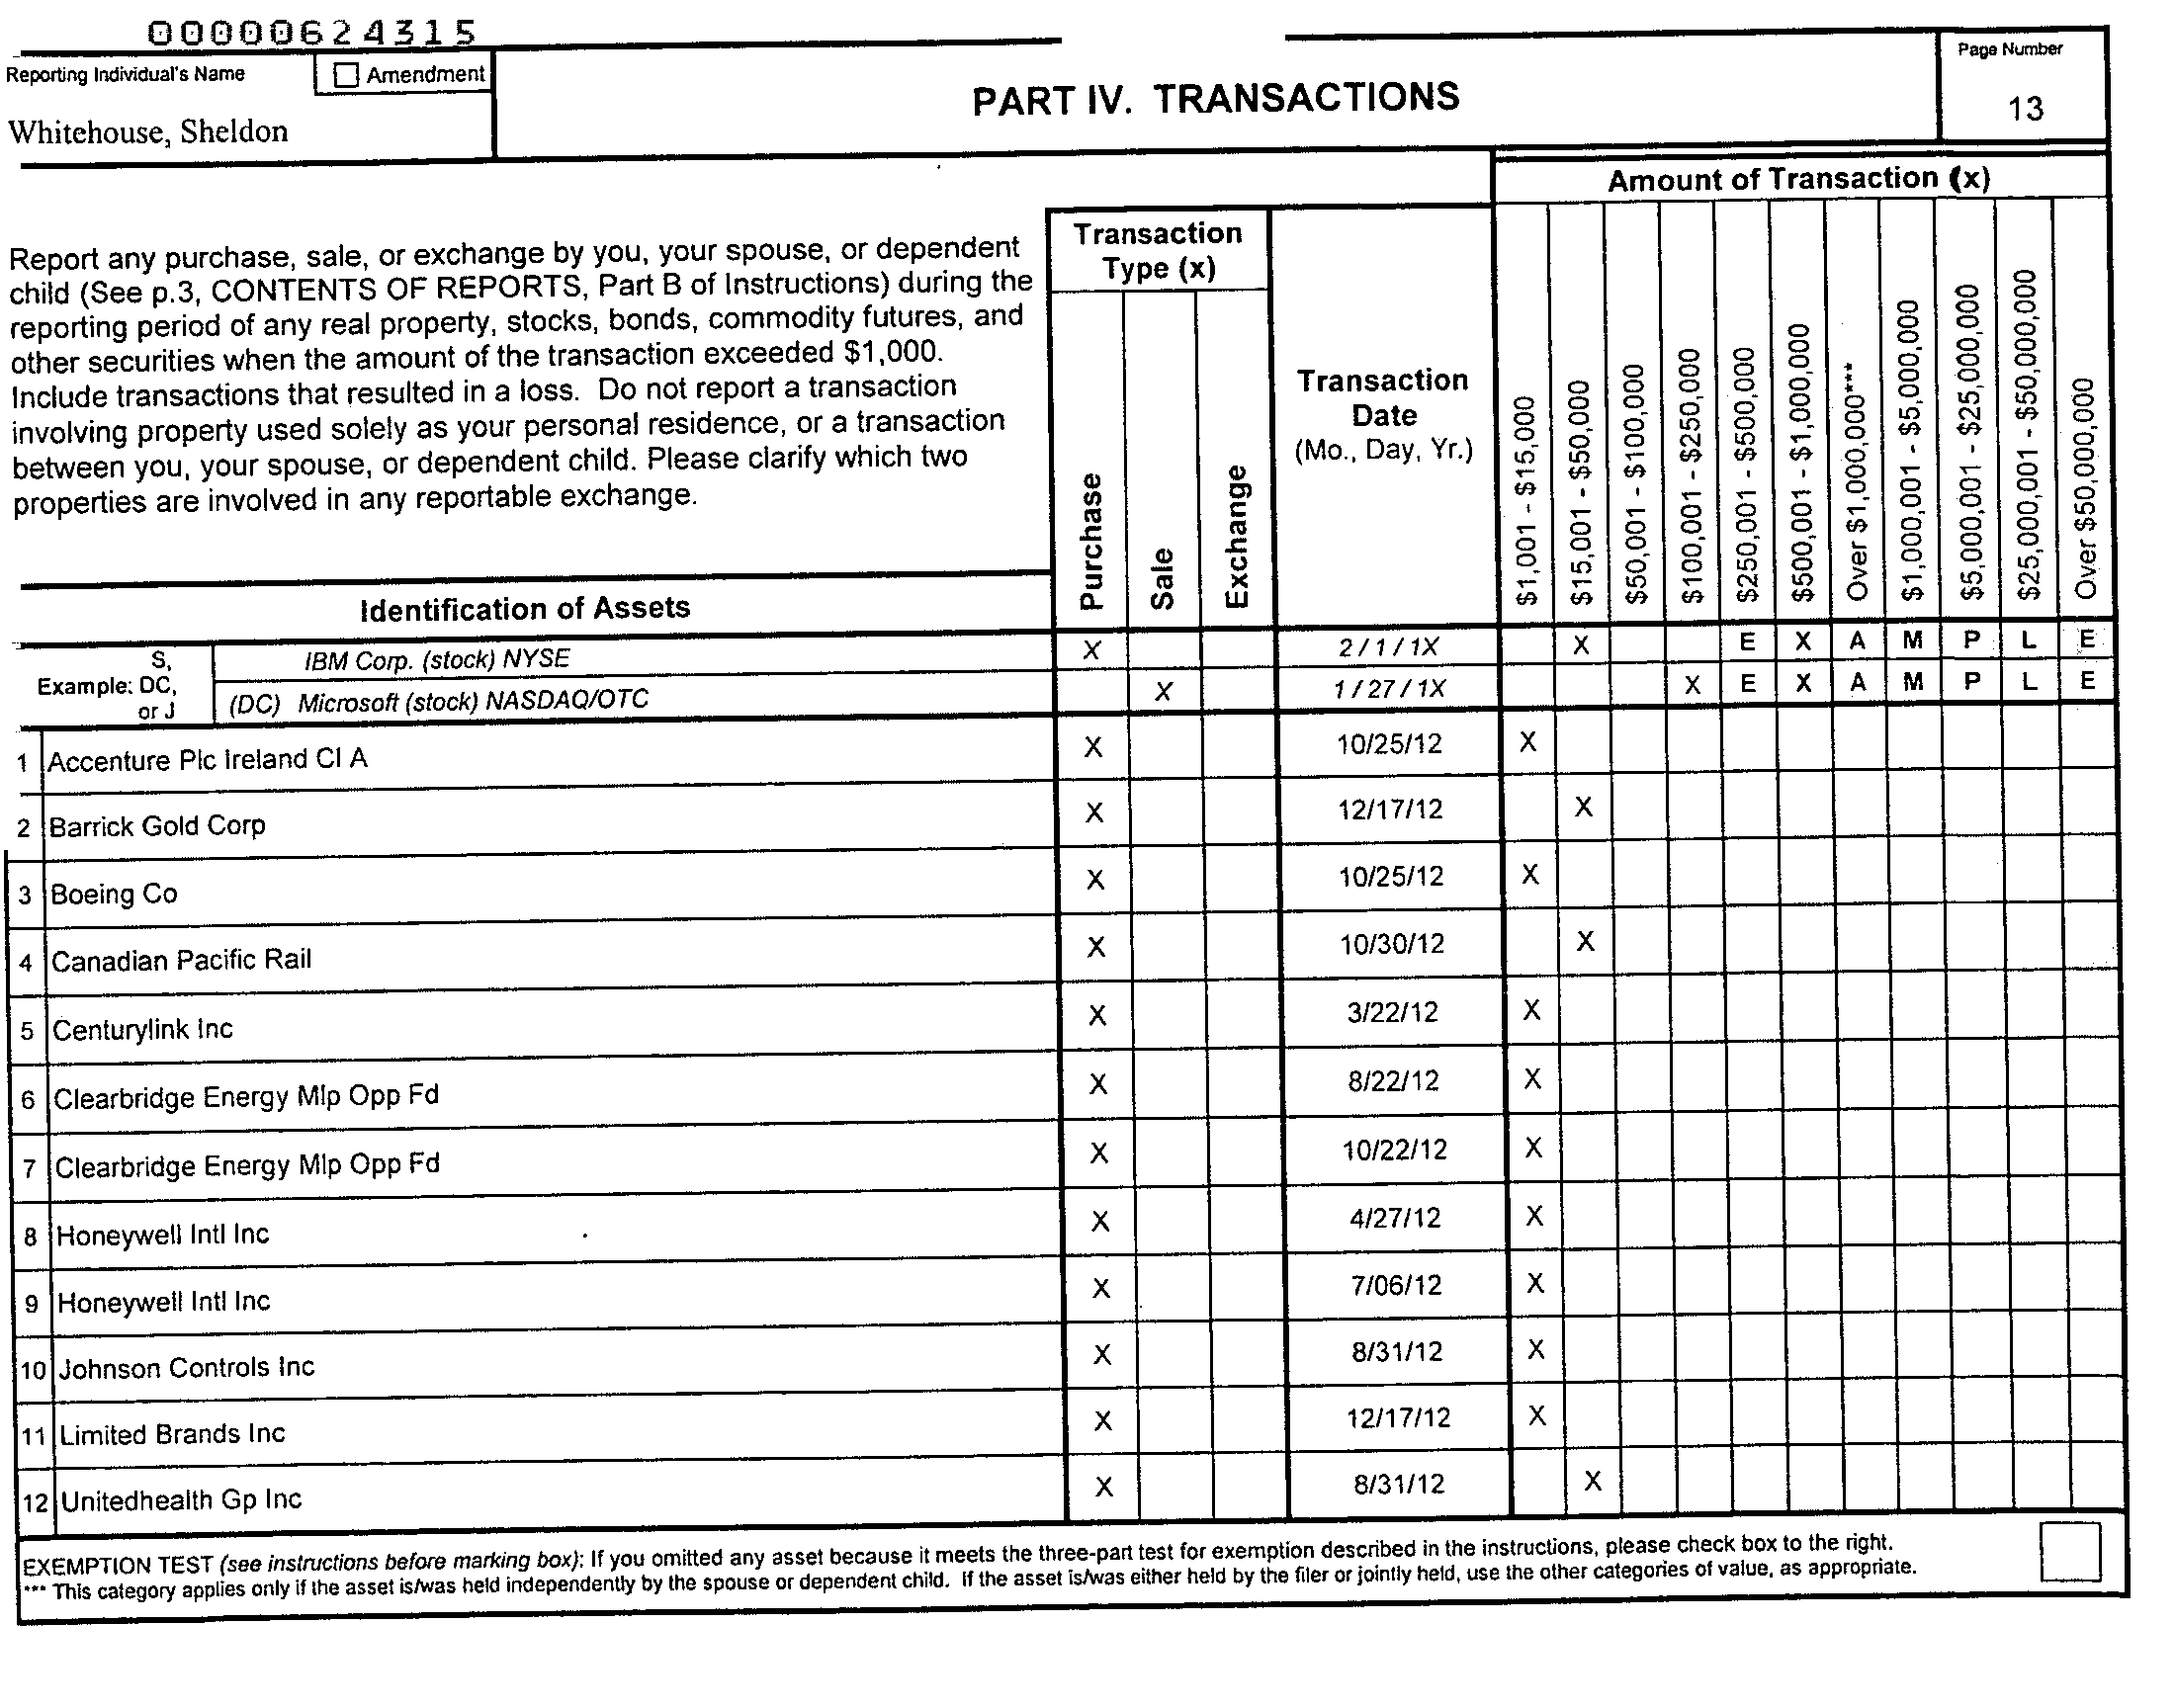 00000624315
Reporting Individual's Name
☐ Amendment
Whitehouse, Sheldon
PART IV. TRANSACTIONS
Page Number
13
Report any purchase, sale, or exchange by you, your spouse, or dependent
child (See p.3, CONTENTS OF REPORTS, Part B of Instructions) during the
reporting period of any real property, stocks, bonds, commodity futures, and
other securities when the amount of the transaction exceeded $1,000.
Include transactions that resulted in a loss. Do not report a transaction
involving property used solely as your personal residence, or a transaction
between you, your spouse, or dependent child. Please clarify which two
properties are involved in any reportable exchange.
Identification of Assets
Transaction
Type (x)
Purchase
Sale
Exchange
Transaction
Date
(Mo., Day, Yr.)
Amount of Transaction (x)
$1,001 - $15,000
$15,001 - $50,000
$50,001 - $100,000
$100,001 - $250,000
$250,001 - $500,000
$500,001 - $1,000,000
Over $1,000,000***
$1,000,001 - $5,000,000
$5,000,001 - $25,000,000
$25,000,001 - $50,000,000
Over $50,000,000
Example: S, DC, or J
IBM Corp. (stock) NYSE X 2/1/1X X E X A M P L E
(DC) Microsoft (stock) NASDAQ/OTC X 1/27/1X X E X A M P L E
1 Accenture Plc Ireland Cl A X 10/25/12 X
2 Barrick Gold Corp X 12/17/12 X
3 Boeing Co X 10/25/12 X
4 Canadian Pacific Rail X 10/30/12 X
5 Centurylink Inc X 3/22/12 X
6 Clearbridge Energy Mlp Opp Fd X 8/22/12 X
7 Clearbridge Energy Mlp Opp Fd X 10/22/12 X
8 Honeywell Intl Inc X 4/27/12 X
9 Honeywell Intl Inc X 7/06/12 X
10 Johnson Controls Inc X 8/31/12 X
11 Limited Brands Inc X 12/17/12 X
12 Unitedhealth Gp Inc X 8/31/12 X
EXEMPTION TEST (see instructions before marking box): If you omitted any asset because it meets the three-part test for exemption described in the instructions, please check box to the right.
*** This category applies only if the asset is/was held independently by the spouse or dependent child. If the asset is/was either held by the filer or jointly held, use the other categories of value, as appropriate.